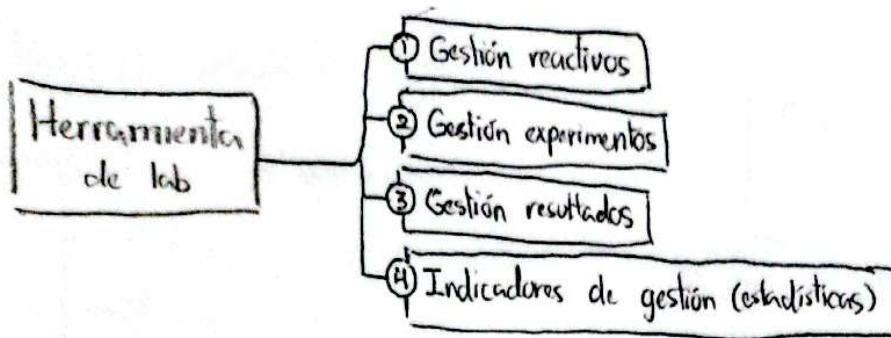 Herramienta
de lab
① Gestión reactivos
② Gestión experimentos
③ Gestión resultados
④ Indicadores de gestión (estadísticas)